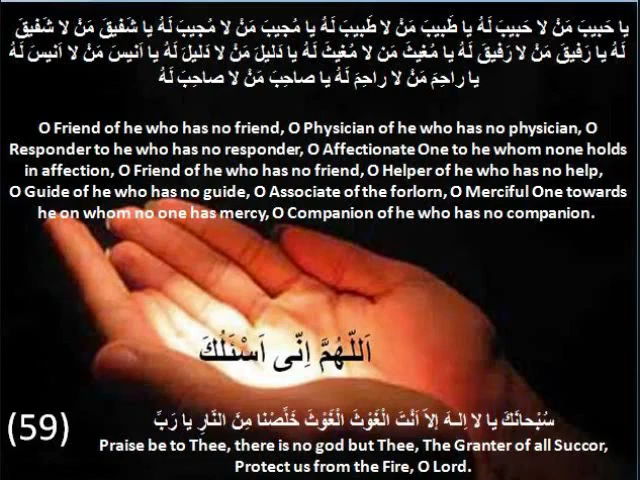 يا حَبيبَ مَنْ لا حَبيبَ لَهُ يا طَبيبَ مَنْ لا طَبيبَ لَهُ يا مُجيبَ مَنْ لا مُجيبَ لَهُ يا شَفيقَ مَنْ لا شَفيقَ
لَهُ يا رَفيقَ مَنْ لا رَفيقَ لَهُ يا مُغيثَ مَن لا مُغيثَ لَهُ يا دَليلَ مَنْ لا دَليلَ لَهُ يا اَنيسَ مَنْ لا اَنيسَ لَهُ
يا راحِمَ مَنْ لا راحِمَ لَهُ يا صاحِبَ مَنْ لا صاحِبَ لَهُ
O Friend of he who has no friend, O Physician of he who has no physician, O
Responder to he who has no responder, O Affectionate One to he whom none holds
in affection, O Friend of he who has no friend, O Helper of he who has no help,
O Guide of he who has no guide, O Associate of the forlorn, O Merciful One towards
he on whom no one has mercy, O Companion of he who has no companion.
اَللّهُمَّ اِنّى اَسْئَلُكَ
سُبْحانَكَ يا لا اِلـهَ اِلاّ اَنْتَ الْغَوْثَ الْغَوْثَ خَلِّصْنا مِنَ النّارِ يا رَبِّ
(59)
Praise be to Thee, there is no god but Thee, The Granter of all Succor,
Protect us from the Fire, O Lord.